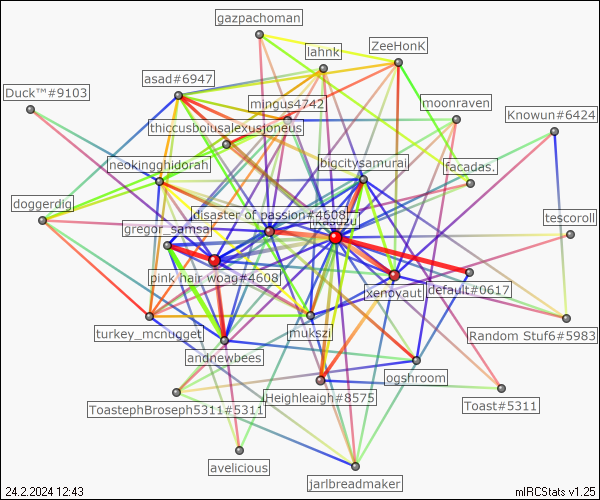 gazpachoman
lahnk
ZeeHonK
asad#6947
Duck™#9103
mingus4742
moonraven
Knowun#6424
thiccusboiusalexusjoneus
bigcitysamurai
neokingghidorah
facadas.
doggerdig
disaster of passion#4608
tescoroll
gregor_samsa
pink hair woag#4608
default#0617
xenoyaut
turkey_mcnugget
mukszi
Random Stuf6#5983
andnewbees
ogshroom
Heighleaigh#8575
ToastephBroseph5311#5311
Toast#5311
avelicious
jarlbreadmaker
24.2.2024 12:43
mIRCStats v1.25